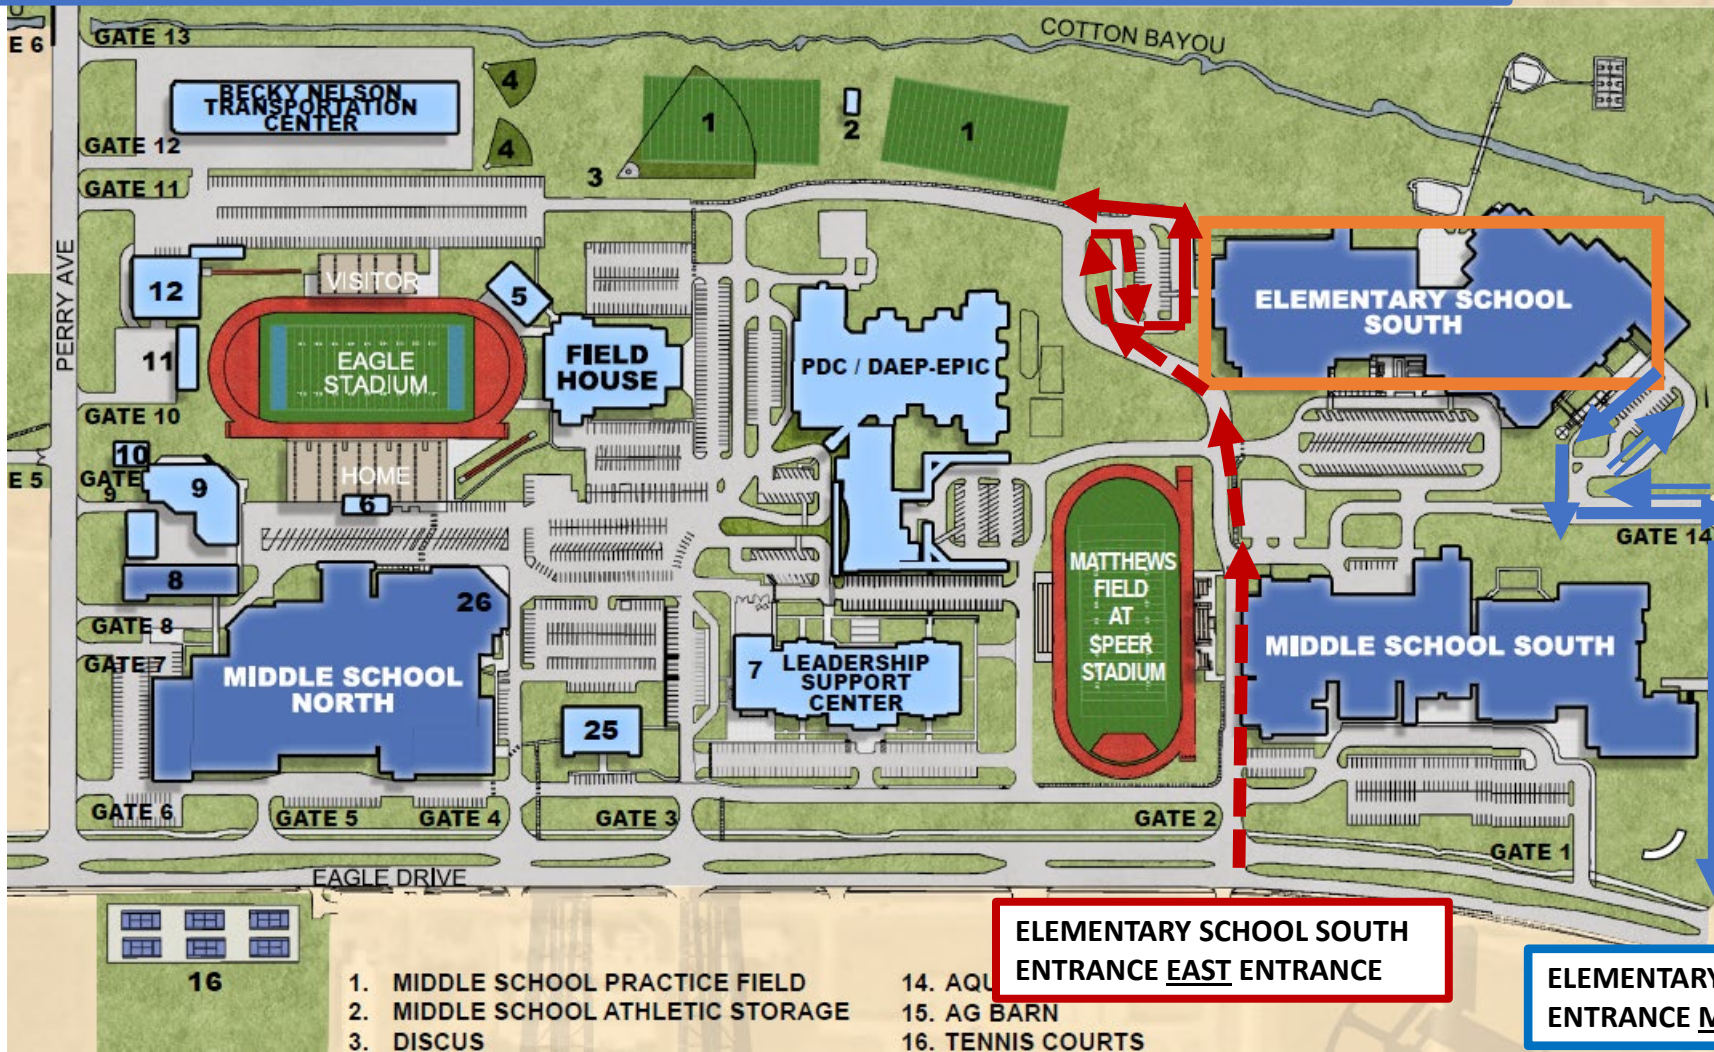 U
E 6
GATE 13
COTTON BAYOU
BECKY NELSON
TRANSPORTATION
CENTER
4
1
2
1
GATE 12
4
GATE 11
3
PERRY AVE
12
VISITOR
5
ELEMENTARY SCHOOL
SOUTH
11
EAGLE
STADIUM
FIELD
HOUSE
PDC / DAEP-EPIC
GATE 10
10
E 5
GATE
9
9
HOME
6
GATE 14
MATTHEWS
FIELD
AT
SPEER
STADIUM
8
26
GATE 8
GATE 7
MIDDLE SCHOOL
NORTH
7
LEADERSHIP
SUPPORT
CENTER
MIDDLE SCHOOL SOUTH
25
GATE 6
GATE 5
GATE 4
GATE 3
GATE 2
GATE 1
EAGLE DRIVE
16
ELEMENTARY SCHOOL SOUTH
ENTRANCE EAST ENTRANCE
ELEMENTARY
ENTRANCE M
1. MIDDLE SCHOOL PRACTICE FIELD
2. MIDDLE SCHOOL ATHLETIC STORAGE
3. DISCUS
14. AQU
15. AG BARN
16. TENNIS COURTS